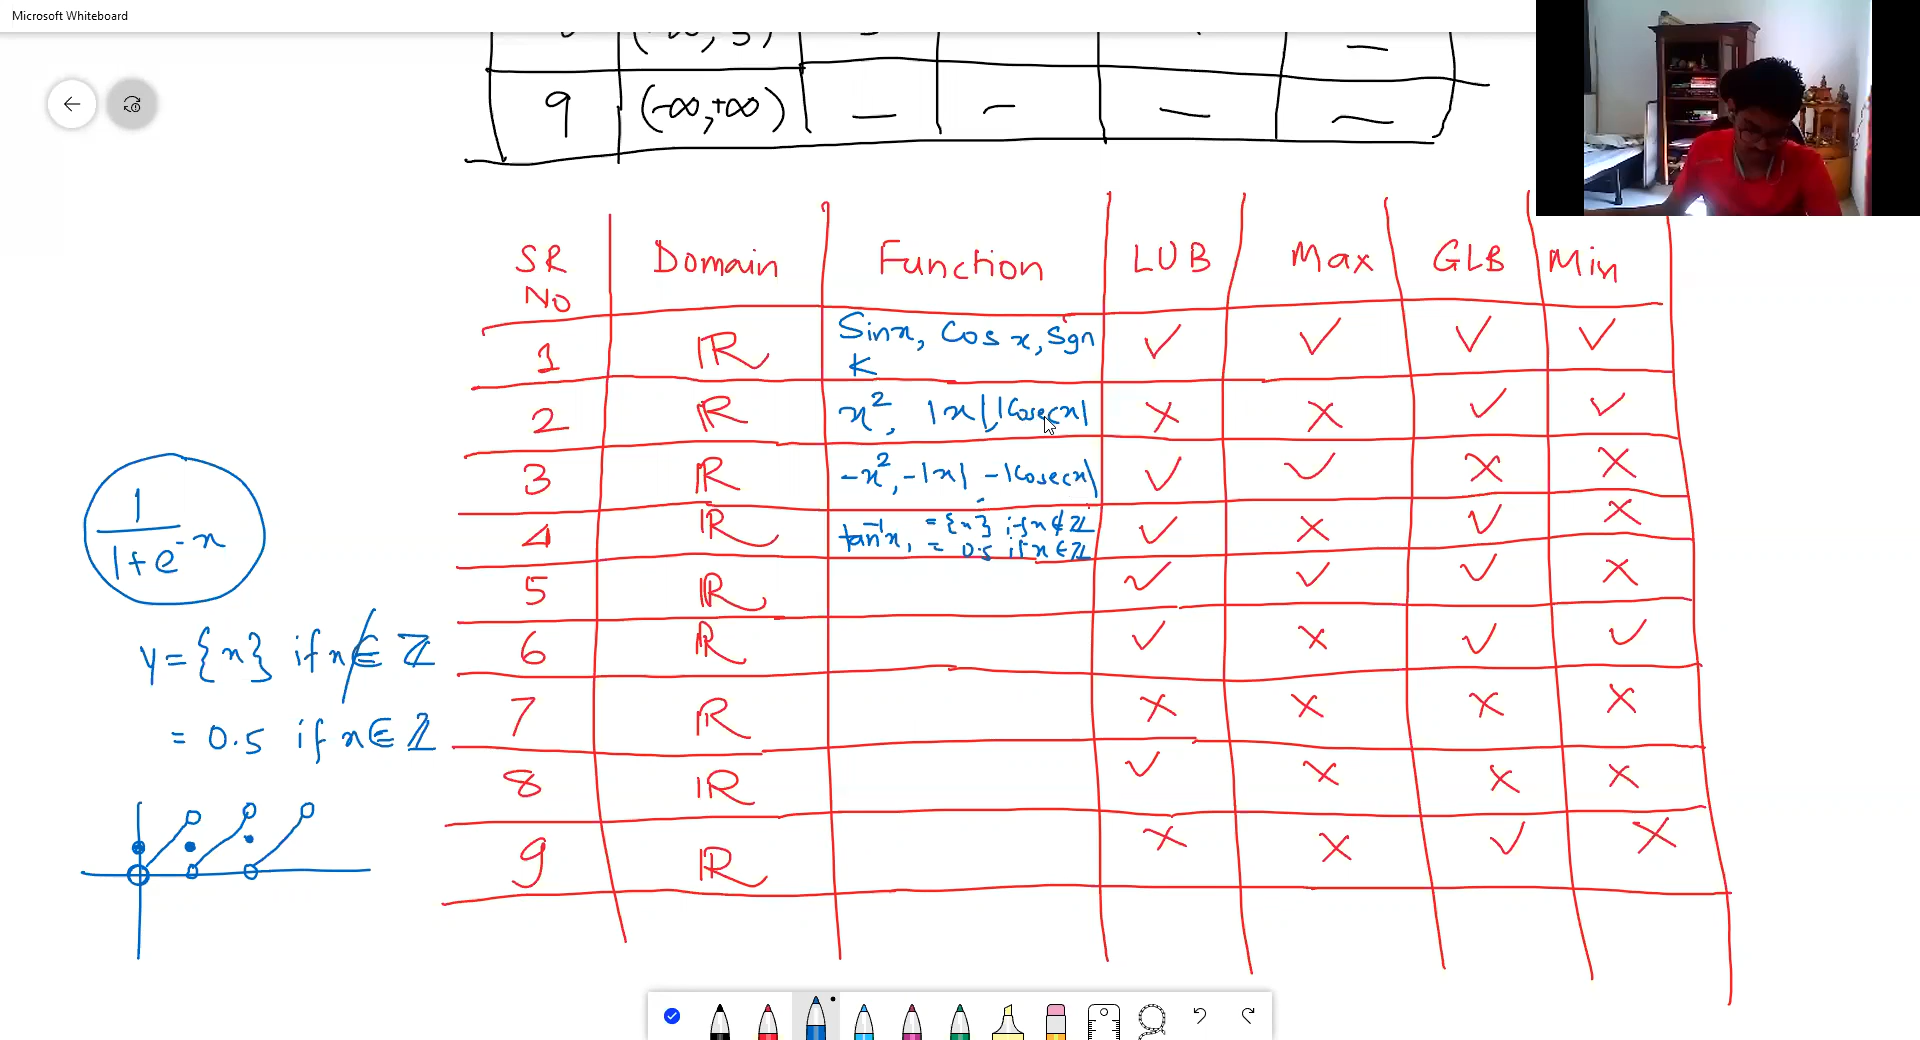 Microsoft Whiteboard
9 (-∞,+∞) — — — —
SR NO Domain Function LUB Max GLB Min
1 ℝ Sinx, Cos x, Sgn ✓ ✓ ✓ ✓
K
2 ℝ x², |x|, |Cosecx| ✗ ✗ ✓ ✓
3 ℝ -x², -|x|, -|Cosecx| ✓ ✓ ✗ ✗
4 ℝ tan⁻¹x, = {x} if x ∉ ℤ ✓ ✗ ✓ ✗
= 0.5 if x ∈ ℤ
5 ℝ ✓ ✓ ✓ ✗
6 ℝ ✓ ✗ ✓ ✓
7 ℝ ✗ ✗ ✗ ✗
8 ℝ ✓ ✗ ✗ ✗
9 ℝ ✗ ✗ ✓ ✗
1
1+e^-x
y = {x} if x ∉ ℤ
= 0.5 if x ∈ ℤ